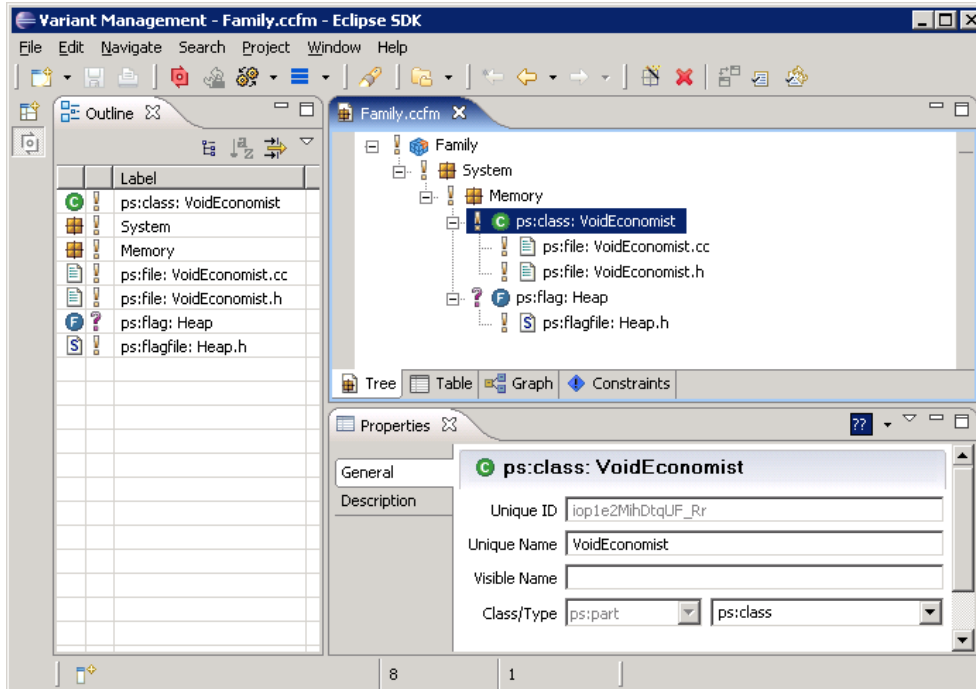 Variant Management - Family.ccfm - Eclipse SDK
File Edit Navigate Search Project Window Help
Outline
Label
ps:class: VoidEconomist
System
Memory
ps:file: VoidEconomist.cc
ps:file: VoidEconomist.h
ps:flag: Heap
ps:flagfile: Heap.h
Family.ccfm
Family
System
Memory
ps:class: VoidEconomist
ps:file: VoidEconomist.cc
ps:file: VoidEconomist.h
ps:flag: Heap
ps:flagfile: Heap.h
Tree Table Graph Constraints
Properties
??
General
Description
ps:class: VoidEconomist
Unique ID iop1e2MihDtqUF_Rr
Unique Name VoidEconomist
Visible Name
Class/Type ps:part ps:class
8 1